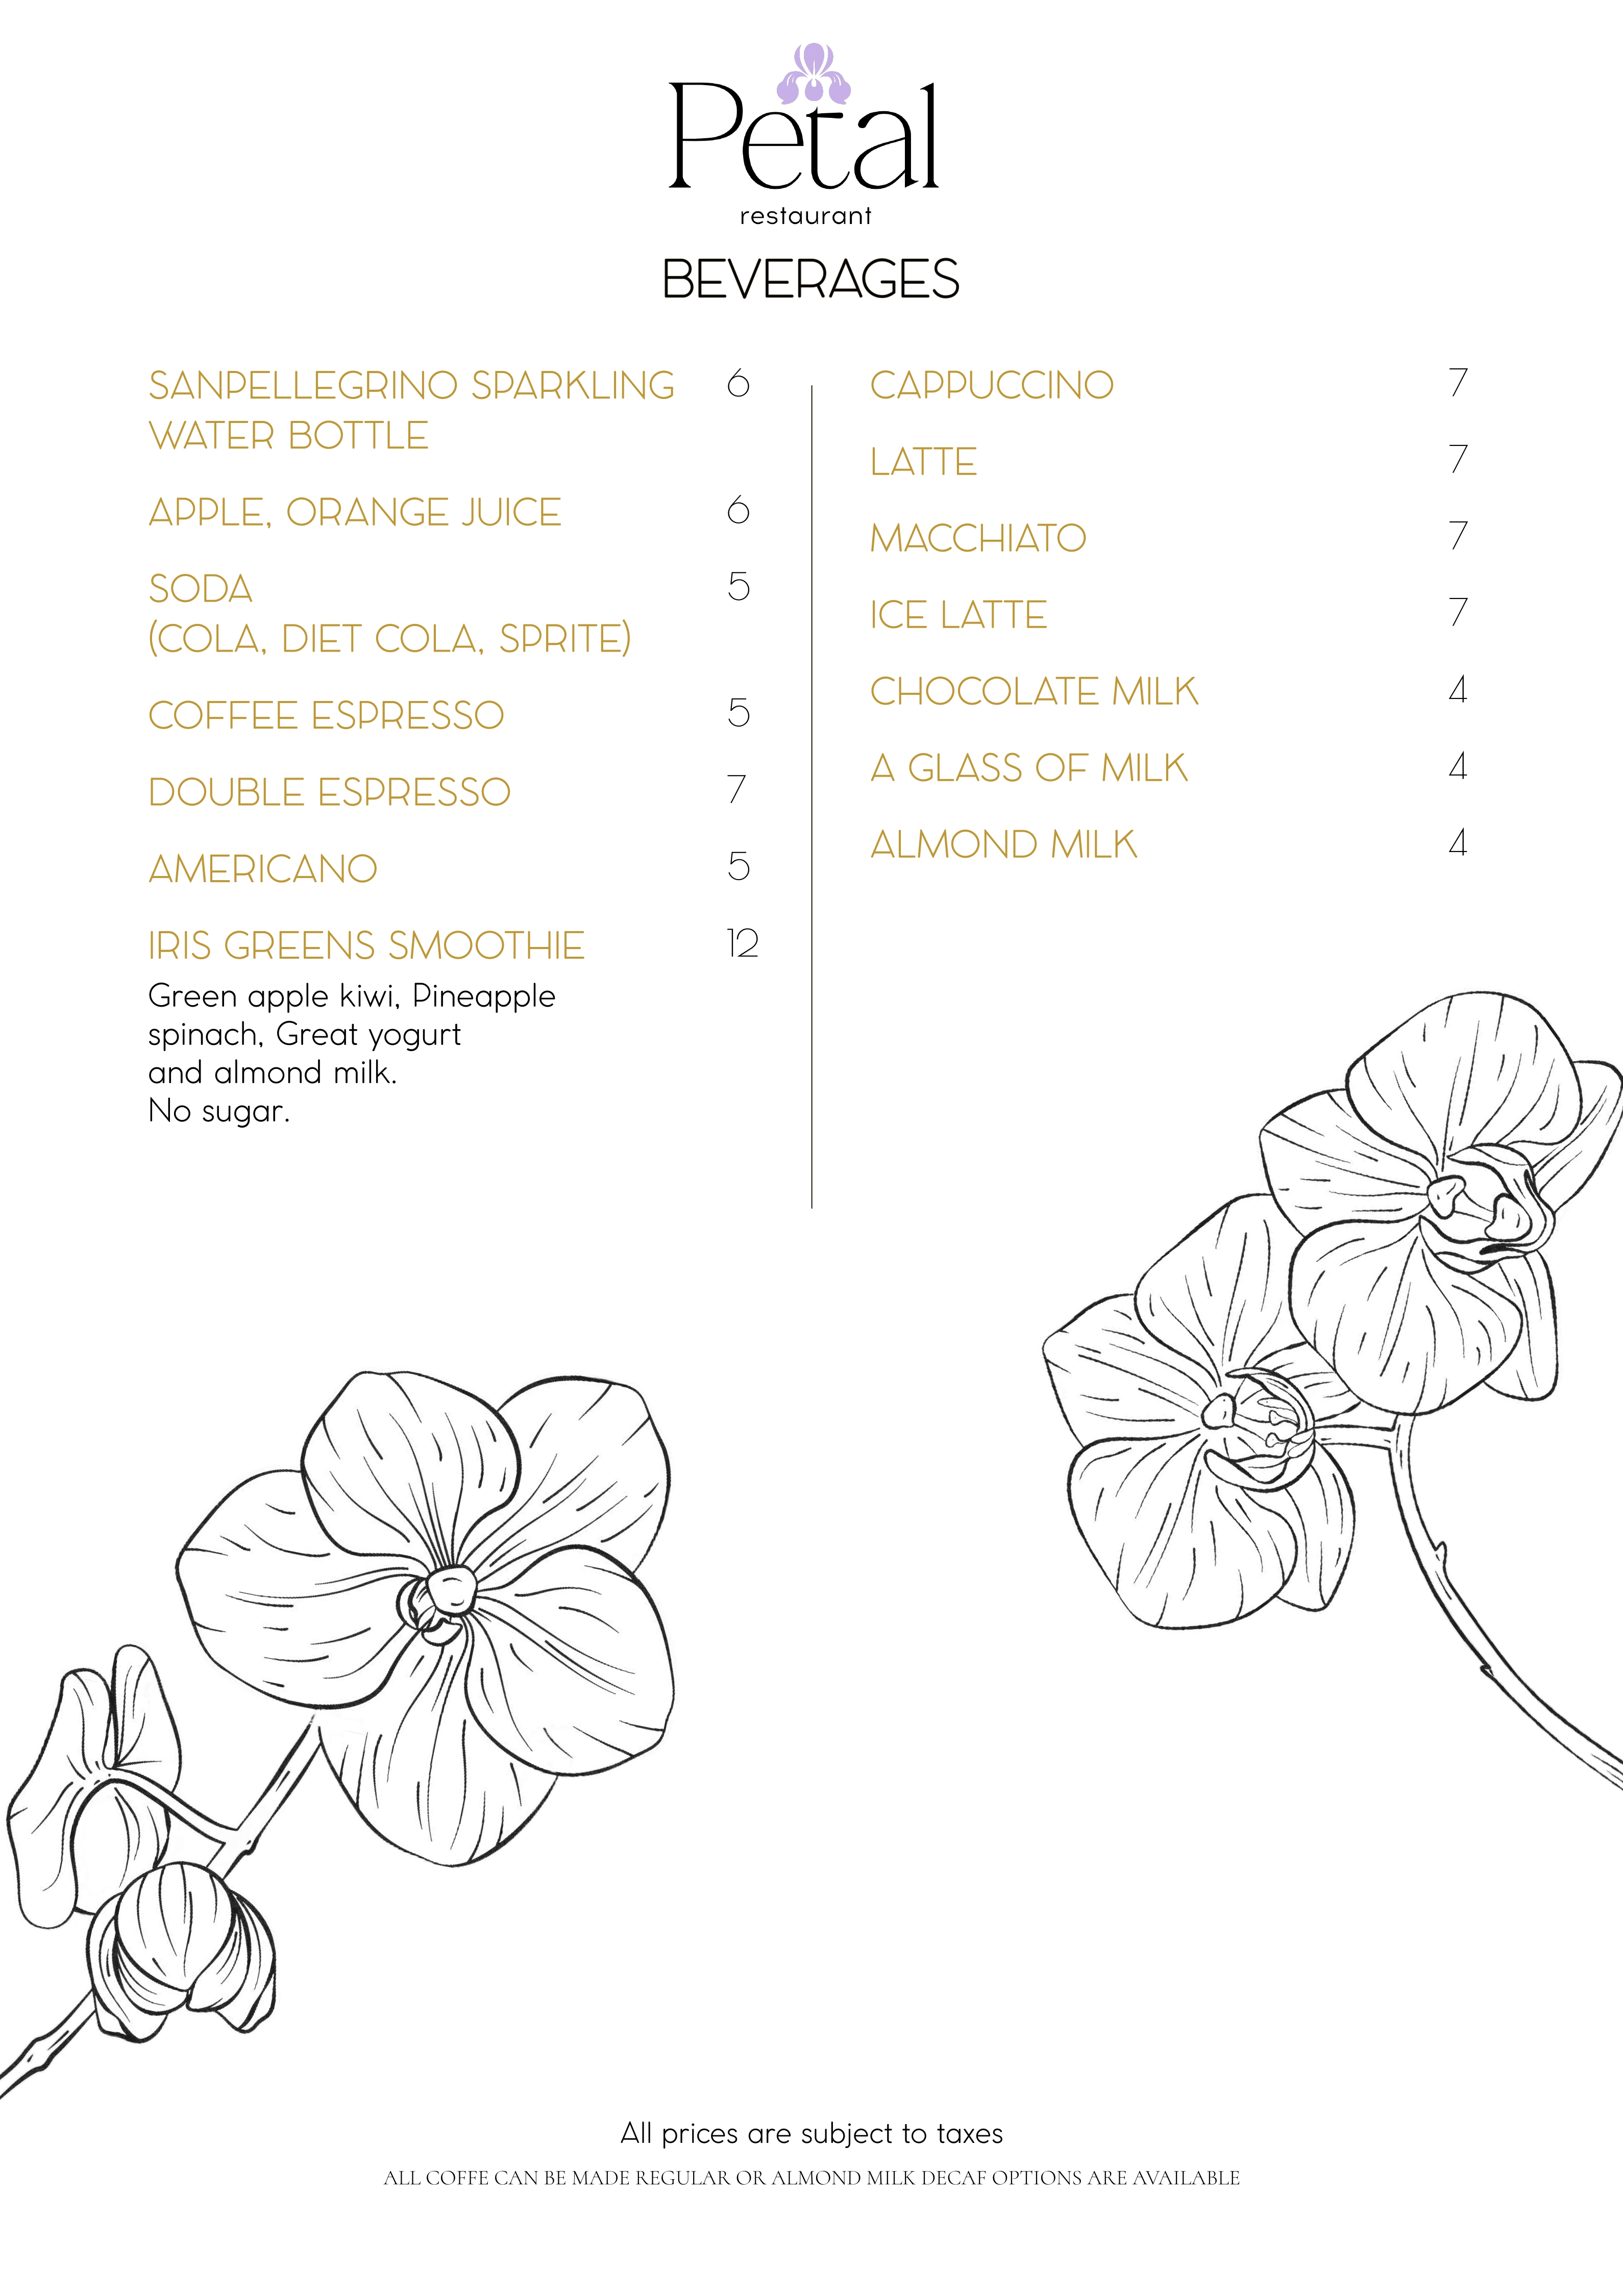 Petal
restaurant
BEVERAGES
SANPELLEGRINO SPARKLING 6
WATER BOTTLE
APPLE, ORANGE JUICE 6
SODA 5
(COLA, DIET COLA, SPRITE)
COFFEE ESPRESSO 5
DOUBLE ESPRESSO 7
AMERICANO 5
IRIS GREENS SMOOTHIE 12
Green apple kiwi, Pineapple
spinach, Great yogurt
and almond milk.
No sugar.
CAPPUCCINO 7
LATTE 7
MACCHIATO 7
ICE LATTE 7
CHOCOLATE MILK 4
A GLASS OF MILK 4
ALMOND MILK 4
All prices are subject to taxes
ALL COFFE CAN BE MADE REGULAR OR ALMOND MILK DECAF OPTIONS ARE AVAILABLE